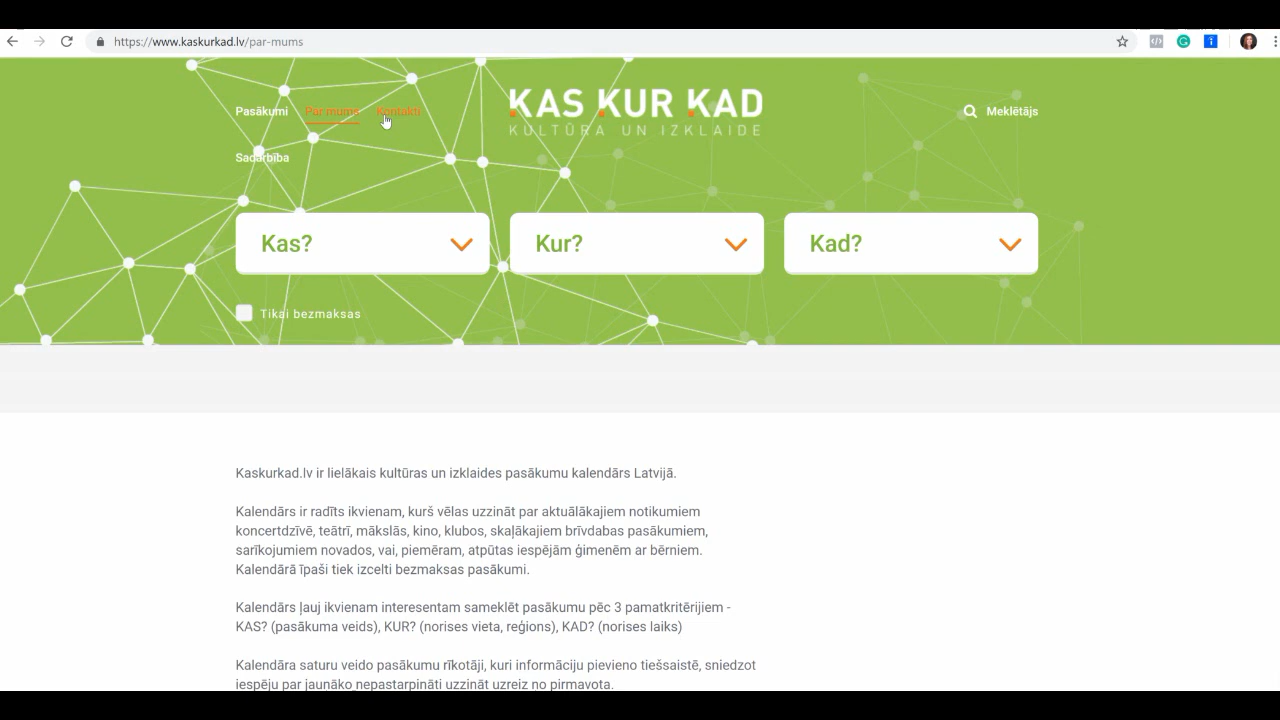 https://www.kaskurkad.lv/par-mums
Pasākumi Par mums Kontakti
KAS KUR KAD
KULTŪRA UN IZKLAIDE
Meklētājs
Sadarbība
Kas? Kur? Kad?
Tikai bezmaksas
Kaskurkad.lv ir lielākais kultūras un izklaides pasākumu kalendārs Latvijā.
Kalendārs ir radīts ikvienam, kurš vēlas uzzināt par aktuālākajiem notikumiem
koncertdzīvē, teātrī, mākslās, kino, klubos, skaļākajiem brīvdabas pasākumiem,
sarīkojumiem novados, vai, piemēram, atpūtas iespējām ģimenēm ar bērniem.
Kalendārā īpaši tiek izcelti bezmaksas pasākumi.
Kalendārs ļauj ikvienam interesentam sameklēt pasākumu pēc 3 pamatkritērijiem -
KAS? (pasākuma veids), KUR? (norises vieta, reģions), KAD? (norises laiks)
Kalendāra saturu veido pasākumu rīkotāji, kuri informāciju pievieno tiešsaistē, sniedzot
iespēju par jaunāko nepastarpināti uzzināt uzreiz no pirmavota.